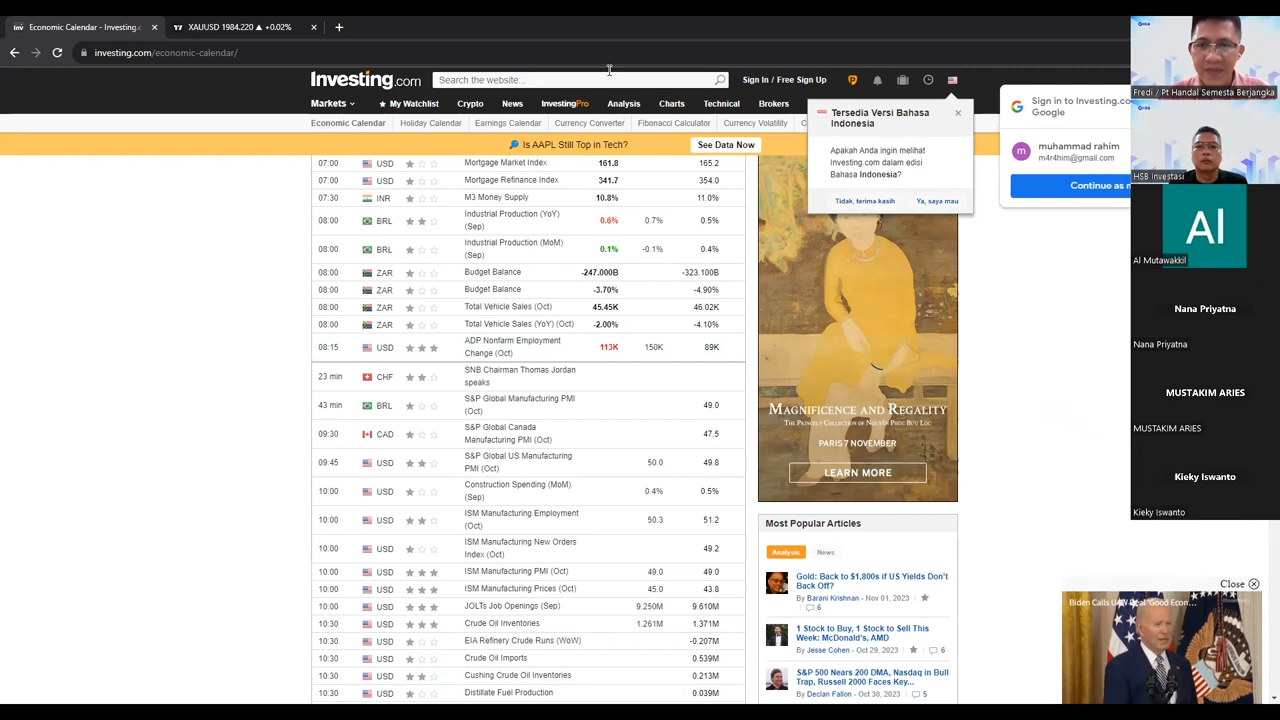 Economic Calendar - Investing.c
XAUUSD 1984.220 ▲ +0.02%
investing.com/economic-calendar/
Investing.com
Search the website...
Sign In / Free Sign Up
Markets
My Watchlist
Crypto
News
InvestingPro
Analysis
Charts
Technical
Brokers
Economic Calendar
Holiday Calendar
Earnings Calendar
Currency Converter
Fibonacci Calculator
Currency Volatility
Is AAPL Still Top in Tech?
See Data Now
Tersedia Versi Bahasa
Indonesia
Apakah Anda ingin melihat
Investing.com dalam edisi
Bahasa Indonesia?
Tidak, terima kasih
Ya, saya mau
Sign in to Investing.co
Google
m
muhammad rahim
m4r4him@gmail.com
Continue as m
07:00 USD Mortgage Market Index 161.8 165.2
07:00 USD Mortgage Refinance Index 341.7 354.0
07:30 INR M3 Money Supply 10.8% 11.0%
08:00 BRL Industrial Production (YoY) 0.6% 0.7% 0.5%
(Sep)
08:00 BRL Industrial Production (MoM) 0.1% -0.1% 0.4%
(Sep)
08:00 ZAR Budget Balance -247.000B -323.100B
08:00 ZAR Budget Balance -3.70% -4.90%
08:00 ZAR Total Vehicle Sales (Oct) 45.45K 46.02K
08:00 ZAR Total Vehicle Sales (YoY) (Oct) -2.00% -4.10%
08:15 USD ADP Nonfarm Employment 113K 150K 89K
Change (Oct)
23 min CHF SNB Chairman Thomas Jordan
speaks
43 min BRL S&P Global Manufacturing PMI 49.0
(Oct)
09:30 CAD S&P Global Canada 47.5
Manufacturing PMI (Oct)
09:45 USD S&P Global US Manufacturing 50.0 49.8
PMI (Oct)
10:00 USD Construction Spending (MoM) 0.4% 0.5%
(Sep)
10:00 USD ISM Manufacturing Employment 50.3 51.2
(Oct)
10:00 USD ISM Manufacturing New Orders 49.2
Index (Oct)
10:00 USD ISM Manufacturing PMI (Oct) 49.0 49.0
10:00 USD ISM Manufacturing Prices (Oct) 45.0 43.8
10:00 USD JOLTs Job Openings (Sep) 9.250M 9.610M
10:30 USD Crude Oil Inventories 1.261M 1.371M
10:30 USD EIA Refinery Crude Runs (WoW) -0.207M
10:30 USD Crude Oil Imports 0.539M
10:30 USD Cushing Crude Oil Inventories 0.213M
10:30 USD Distillate Fuel Production 0.039M
MAGNIFICENCE AND REGALITY
THE PRINCELY COLLECTION OF NGUYỄN PHÚC BỬU LỘC
PARIS 7 NOVEMBER
LEARN MORE
Most Popular Articles
Analysis
News
Gold: Back to $1,800s if US Yields Don't
Back Off?
By Barani Krishnan - Nov 01, 2023
6
1 Stock to Buy, 1 Stock to Sell This
Week: McDonald's, AMD
By Jesse Cohen - Oct 29, 2023 6
S&P 500 Nears 200 DMA, Nasdaq in Bull
Trap, Russell 2000 Faces Key...
By Declan Fallon - Oct 30, 2023 5
Fredi / Pt Handal Semesta Berjangka
HSB Investasi
Al
Al Mutawakkil
Nana Priyatna
Nana Priyatna
MUSTAKIM ARIES
MUSTAKIM ARIES
Kieky Iswanto
Kieky Iswanto
Close
Biden Calls UAW Deal 'Good Econ...